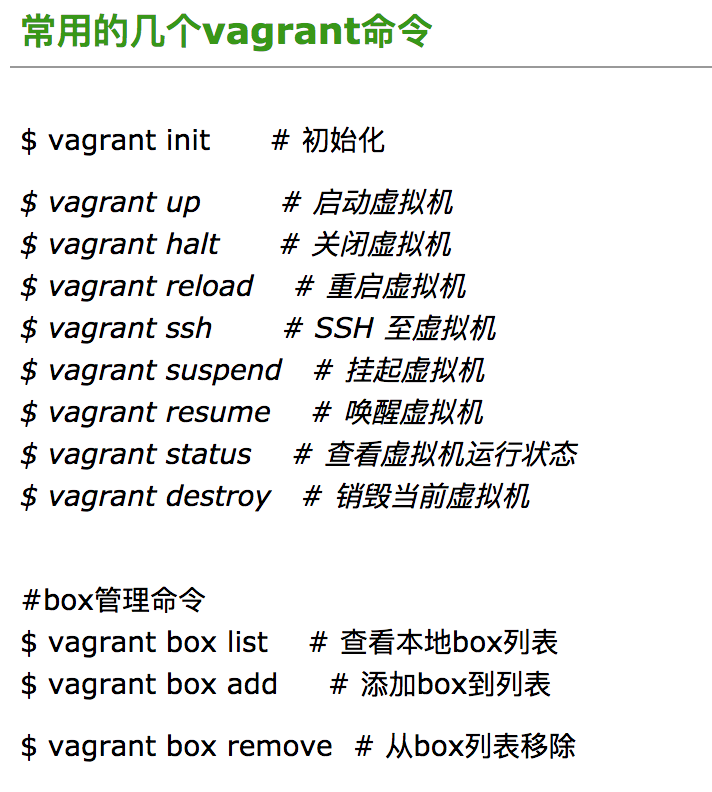 常用的几个vagrant命令
$ vagrant init # 初始化
$ vagrant up # 启动虚拟机
$ vagrant halt # 关闭虚拟机
$ vagrant reload # 重启虚拟机
$ vagrant ssh # SSH 至虚拟机
$ vagrant suspend # 挂起虚拟机
$ vagrant resume # 唤醒虚拟机
$ vagrant status # 查看虚拟机运行状态
$ vagrant destroy # 销毁当前虚拟机
#box管理命令
$ vagrant box list # 查看本地box列表
$ vagrant box add # 添加box到列表
$ vagrant box remove # 从box列表移除